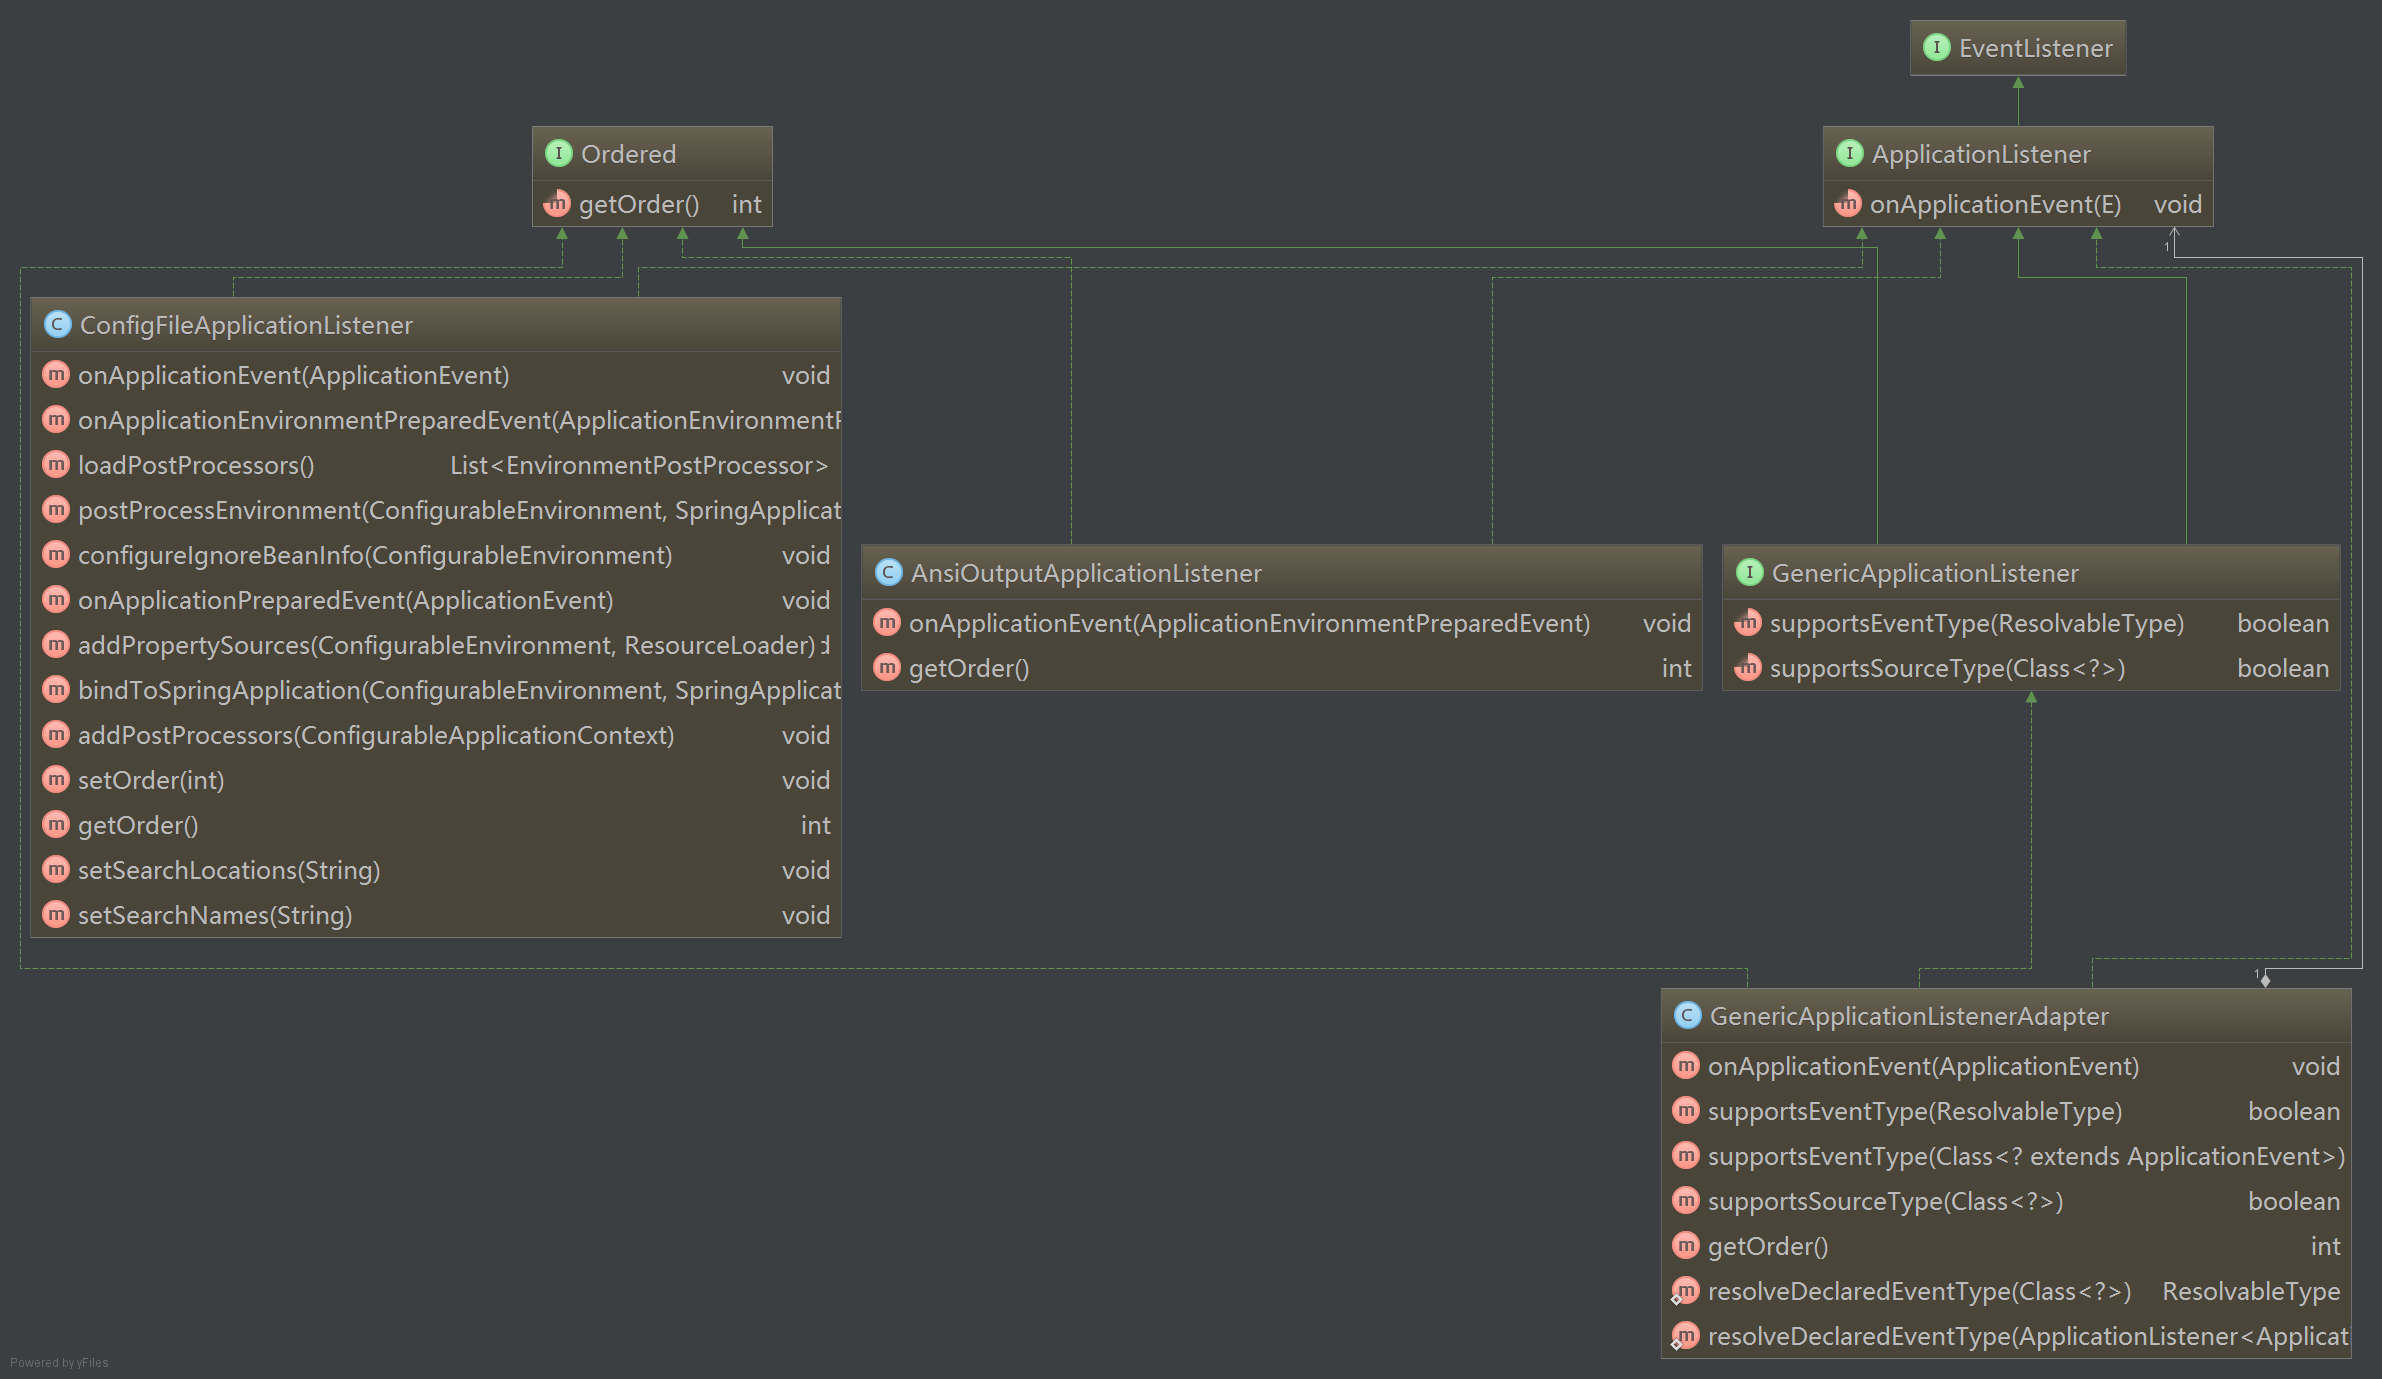 I EventListener
I Ordered
m getOrder() int
I ApplicationListener
m onApplicationEvent(E) void
1
C ConfigFileApplicationListener
m onApplicationEvent(ApplicationEvent) void
m onApplicationEnvironmentPreparedEvent(ApplicationEnvironmentP
m loadPostProcessors() List<EnvironmentPostProcessor>
m postProcessEnvironment(ConfigurableEnvironment, SpringApplicat
m configureIgnoreBeanInfo(ConfigurableEnvironment) void
m onApplicationPreparedEvent(ApplicationEvent) void
m addPropertySources(ConfigurableEnvironment, ResourceLoader) d
m bindToSpringApplication(ConfigurableEnvironment, SpringApplicat
m addPostProcessors(ConfigurableApplicationContext) void
m setOrder(int) void
m getOrder() int
m setSearchLocations(String) void
m setSearchNames(String) void
C AnsiOutputApplicationListener
m onApplicationEvent(ApplicationEnvironmentPreparedEvent) void
m getOrder() int
I GenericApplicationListener
m supportsEventType(ResolvableType) boolean
m supportsSourceType(Class<?>) boolean
1
C GenericApplicationListenerAdapter
m onApplicationEvent(ApplicationEvent) void
m supportsEventType(ResolvableType) boolean
m supportsEventType(Class<? extends ApplicationEvent>)
m supportsSourceType(Class<?>) boolean
m getOrder() int
m resolveDeclaredEventType(Class<?>) ResolvableType
m resolveDeclaredEventType(ApplicationListener<Applicati
Powered by yFiles